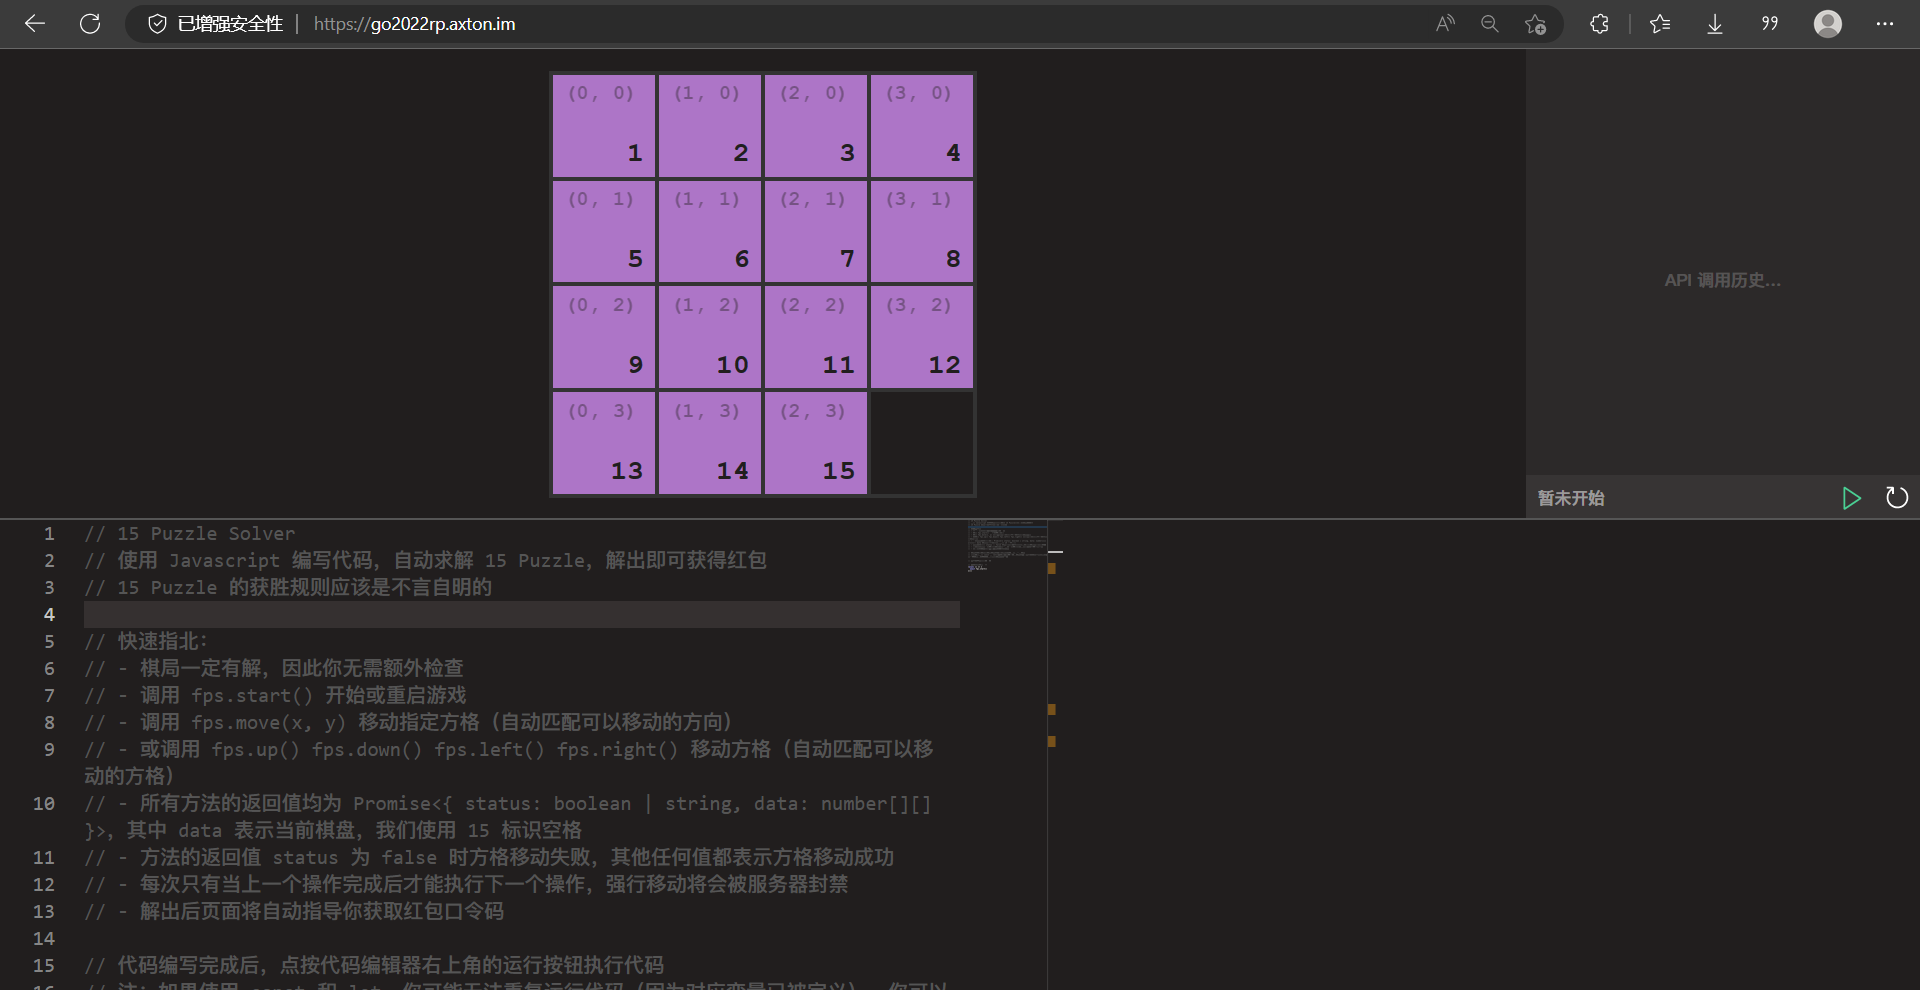 已增强安全性 https://go2022rp.axton.im
(0, 0) (1, 0) (2, 0) (3, 0)
1 2 3 4
(0, 1) (1, 1) (2, 1) (3, 1)
5 6 7 8
(0, 2) (1, 2) (2, 2) (3, 2)
9 10 11 12
(0, 3) (1, 3) (2, 3)
13 14 15
API 调用历史...
暂未开始
1 // 15 Puzzle Solver
2 // 使用 Javascript 编写代码，自动求解 15 Puzzle，解出即可获得红包
3 // 15 Puzzle 的获胜规则应该是不言自明的
4
5 // 快速指北：
6 // - 棋局一定有解，因此你无需额外检查
7 // - 调用 fps.start() 开始或重启游戏
8 // - 调用 fps.move(x, y) 移动指定方格（自动匹配可以移动的方向）
9 // - 或调用 fps.up() fps.down() fps.left() fps.right() 移动方格（自动匹配可以移
动的方格）
10 // - 所有方法的返回值均为 Promise<{ status: boolean | string, data: number[][]
}>，其中 data 表示当前棋盘，我们使用 15 标识空格
11 // - 方法的返回值 status 为 false 时方格移动失败，其他任何值都表示方格移动成功
12 // - 每次只有当上一个操作完成后才能执行下一个操作，强行移动将会被服务器封禁
13 // - 解出后页面将自动指导你获取红包口令码
14
15 // 代码编写完成后，点按代码编辑器右上角的运行按钮执行代码